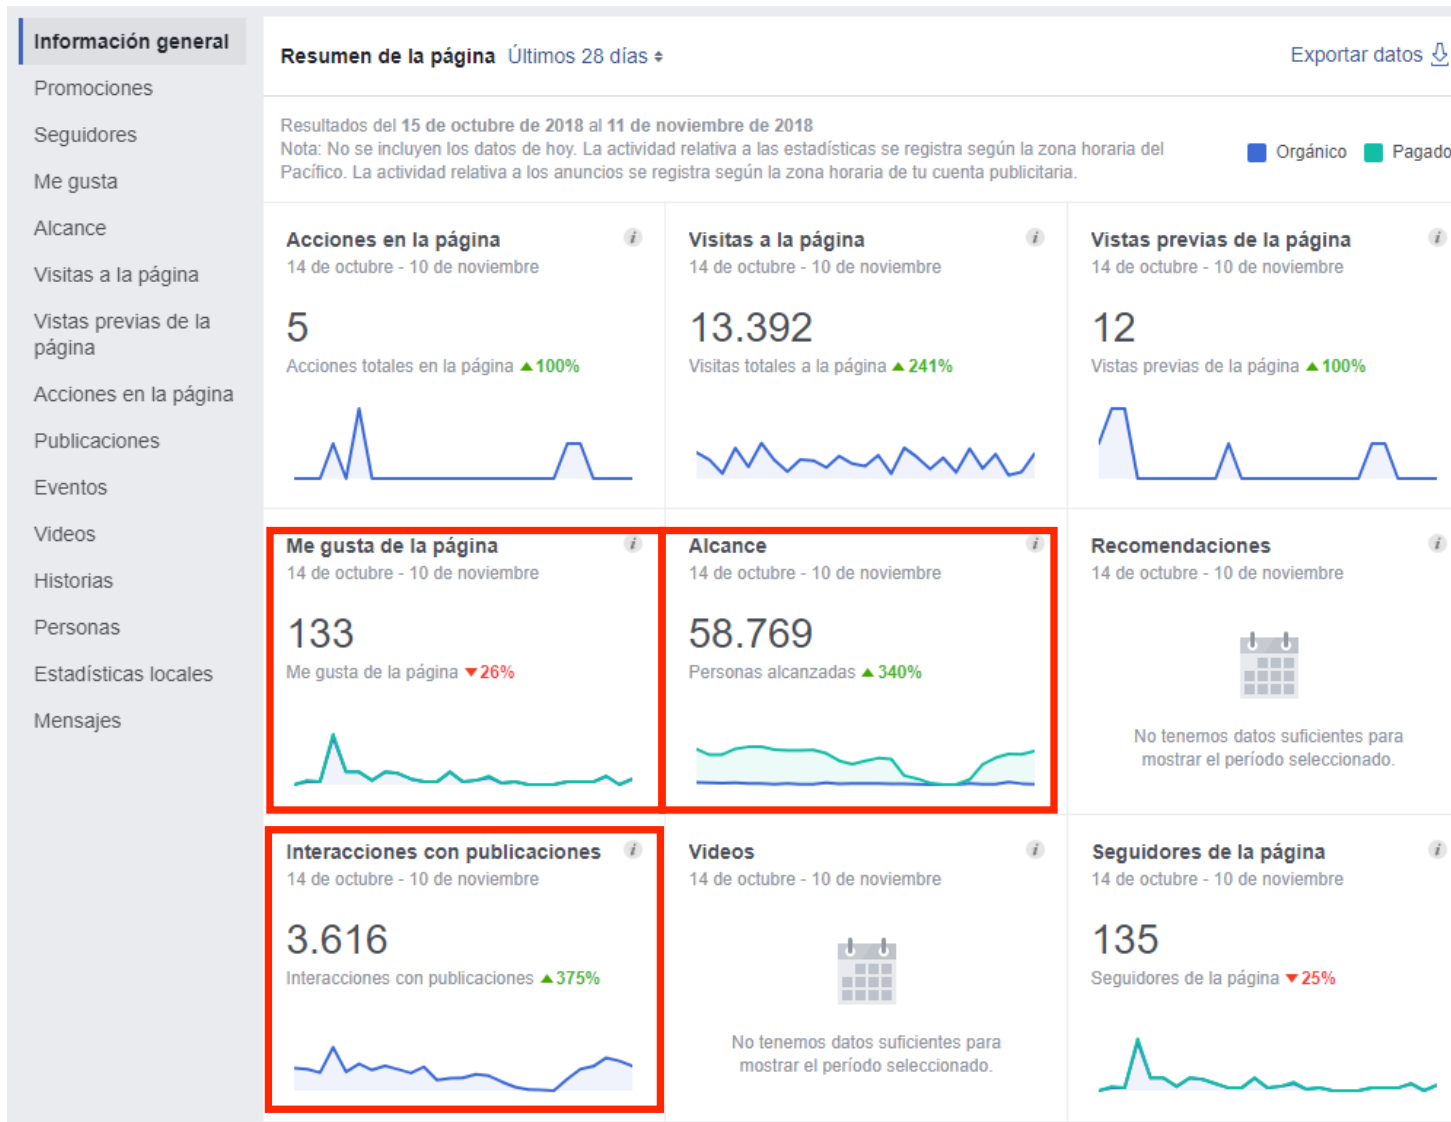 Información general
Promociones
Seguidores
Me gusta
Alcance
Visitas a la página
Vistas previas de la
página
Acciones en la página
Publicaciones
Eventos
Videos
Historias
Personas
Estadísticas locales
Mensajes
Resumen de la página Últimos 28 días
Exportar datos
Resultados del 15 de octubre de 2018 al 11 de noviembre de 2018
Nota: No se incluyen los datos de hoy. La actividad relativa a las estadísticas se registra según la zona horaria del
Pacífico. La actividad relativa a los anuncios se registra según la zona horaria de tu cuenta publicitaria.
Orgánico Pagado
Acciones en la página
14 de octubre - 10 de noviembre
5
Acciones totales en la página ▲100%
Visitas a la página
14 de octubre - 10 de noviembre
13.392
Visitas totales a la página ▲241%
Vistas previas de la página
14 de octubre - 10 de noviembre
12
Vistas previas de la página ▲100%
Me gusta de la página
14 de octubre - 10 de noviembre
133
Me gusta de la página ▼26%
Alcance
14 de octubre - 10 de noviembre
58.769
Personas alcanzadas ▲340%
Recomendaciones
14 de octubre - 10 de noviembre
No tenemos datos suficientes para
mostrar el período seleccionado.
Interacciones con publicaciones
14 de octubre - 10 de noviembre
3.616
Interacciones con publicaciones ▲375%
Videos
14 de octubre - 10 de noviembre
No tenemos datos suficientes para
mostrar el período seleccionado.
Seguidores de la página
14 de octubre - 10 de noviembre
135
Seguidores de la página ▼25%